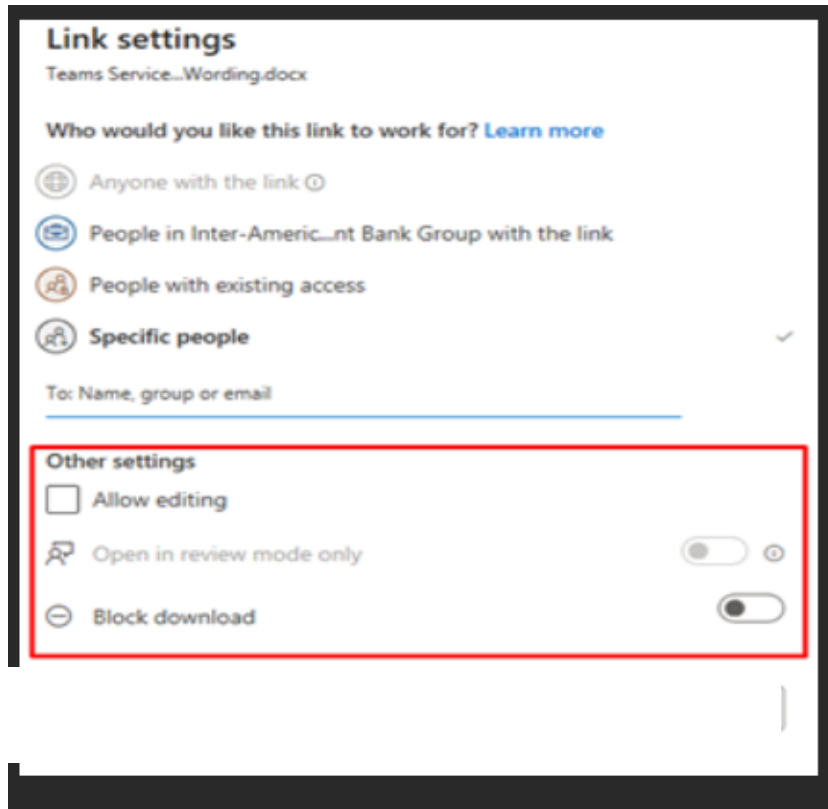 Link settings
Teams Service...Wording.docx
Who would you like this link to work for? Learn more
Anyone with the link
People in Inter-Americ...nt Bank Group with the link
People with existing access
Specific people
To: Name, group or email
Other settings
Allow editing
Open in review mode only
Block download